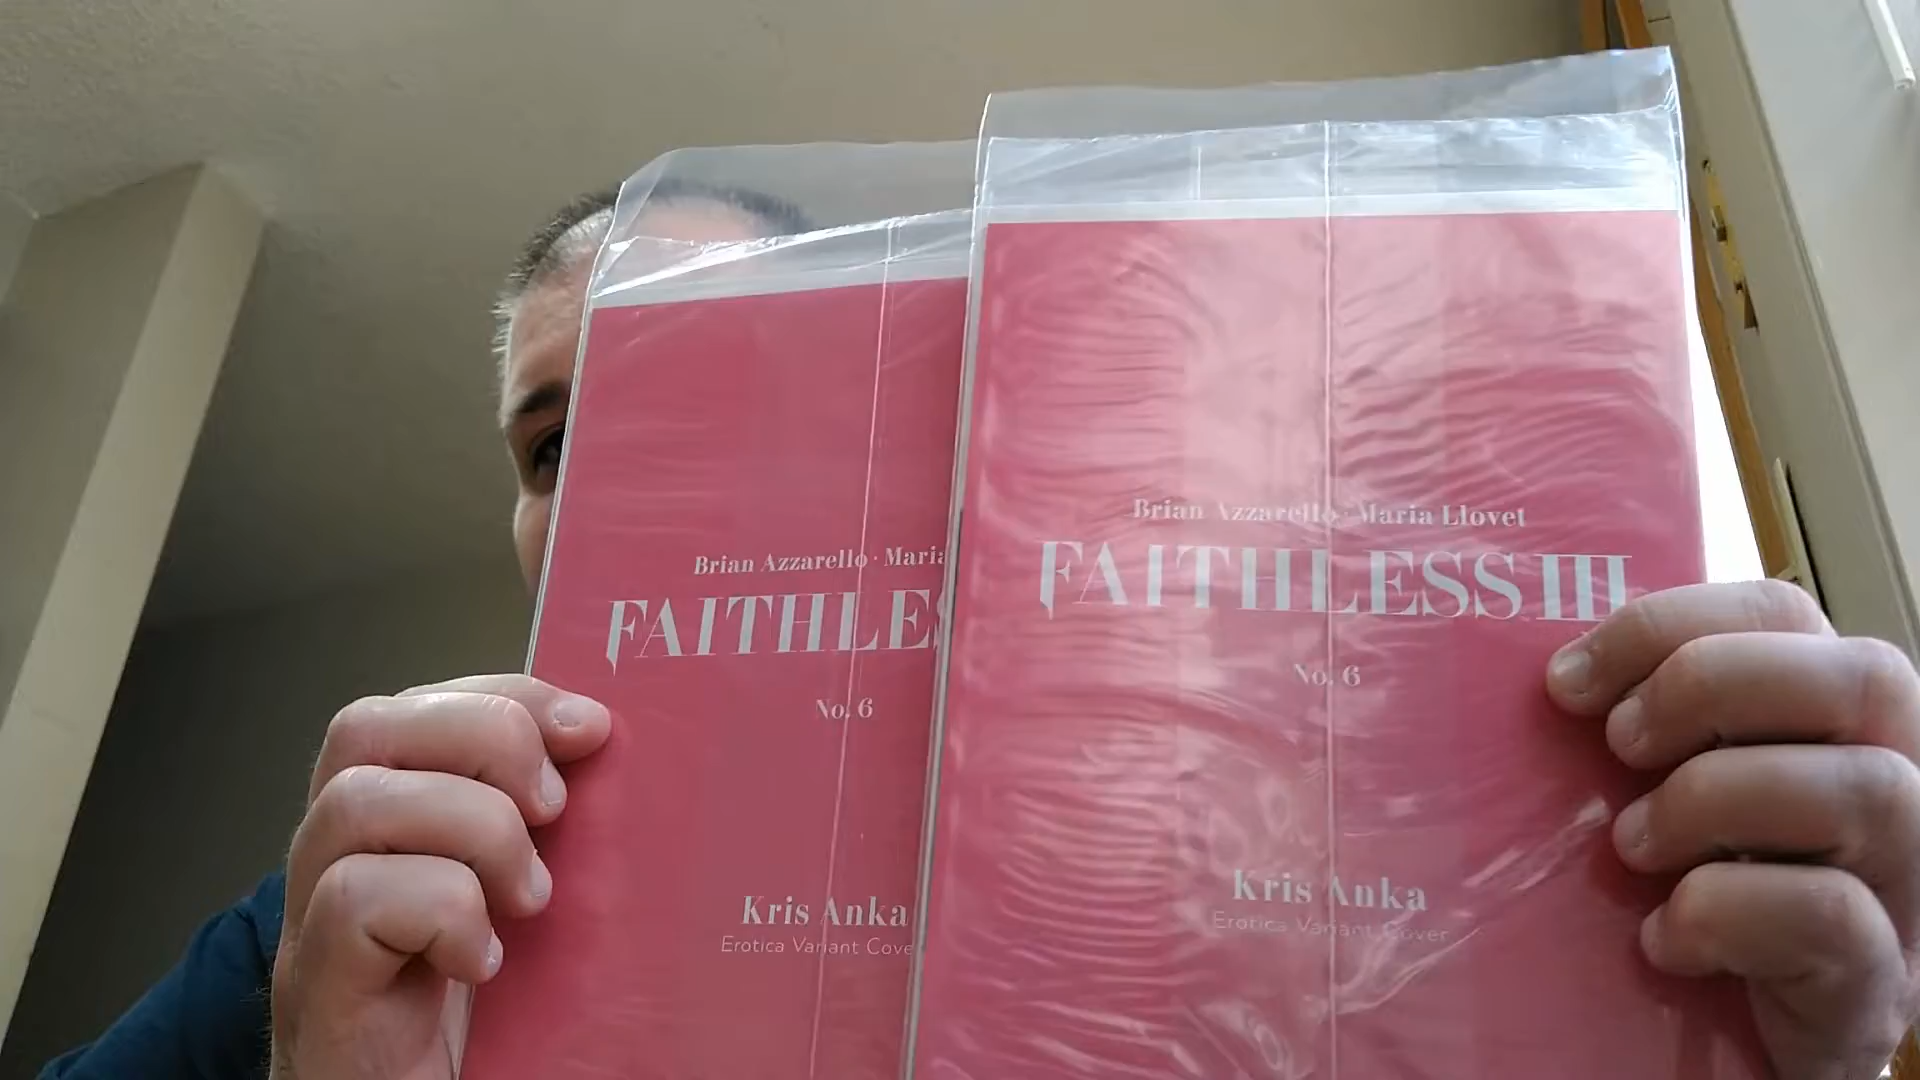 Brian Azzarello · Maria
FAITHLES
No. 6
Kris Anka
Erotica Variant Cove
Brian Azzarello · Maria Llovet
FAITHLESS III
No. 6
Kris Anka
Erotica Variant Cover